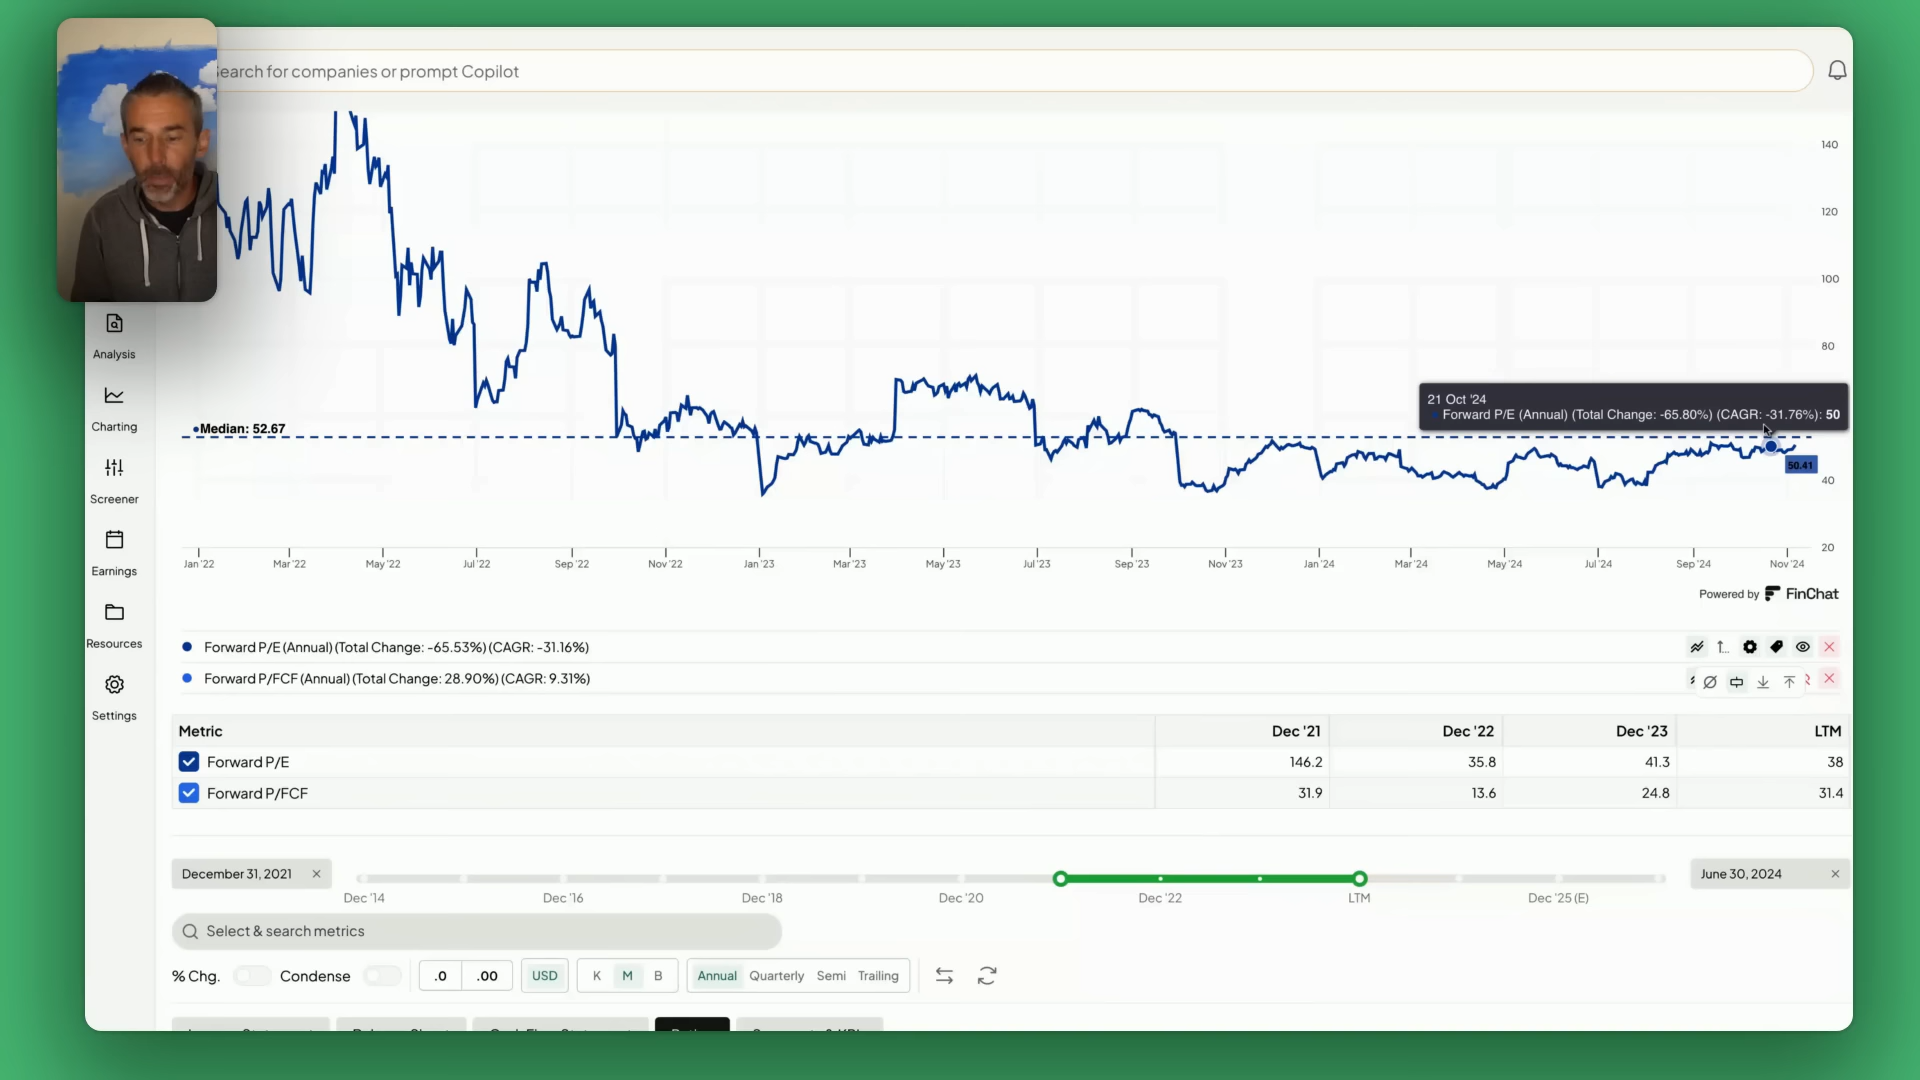 Search for companies or prompt Copilot
140
120
100
80
40
20
21 Oct '24
Forward P/E (Annual) (Total Change: -65.80%) (CAGR: -31.76%): 50
Median: 52.67
50.41
Jan '22
Mar '22
May '22
Jul '22
Sep '22
Nov '22
Jan '23
Mar '23
May '23
Jul '23
Sep '23
Nov '23
Jan '24
Mar '24
May '24
Jul '24
Sep '24
Nov '24
Powered by FinChat
Analysis
Charting
Screener
Earnings
Resources
Settings
Forward P/E (Annual) (Total Change: -65.53%) (CAGR: -31.16%)
Forward P/FCF (Annual) (Total Change: 28.90%) (CAGR: 9.31%)
Metric Dec '21 Dec '22 Dec '23 LTM
Forward P/E 146.2 35.8 41.3 38
Forward P/FCF 31.9 13.6 24.8 31.4
December 31, 2021
June 30, 2024
Dec '14 Dec '16 Dec '18 Dec '20 Dec '22 LTM Dec '25 (E)
Select & search metrics
% Chg. Condense .0 .00 USD K M B Annual Quarterly Semi Trailing